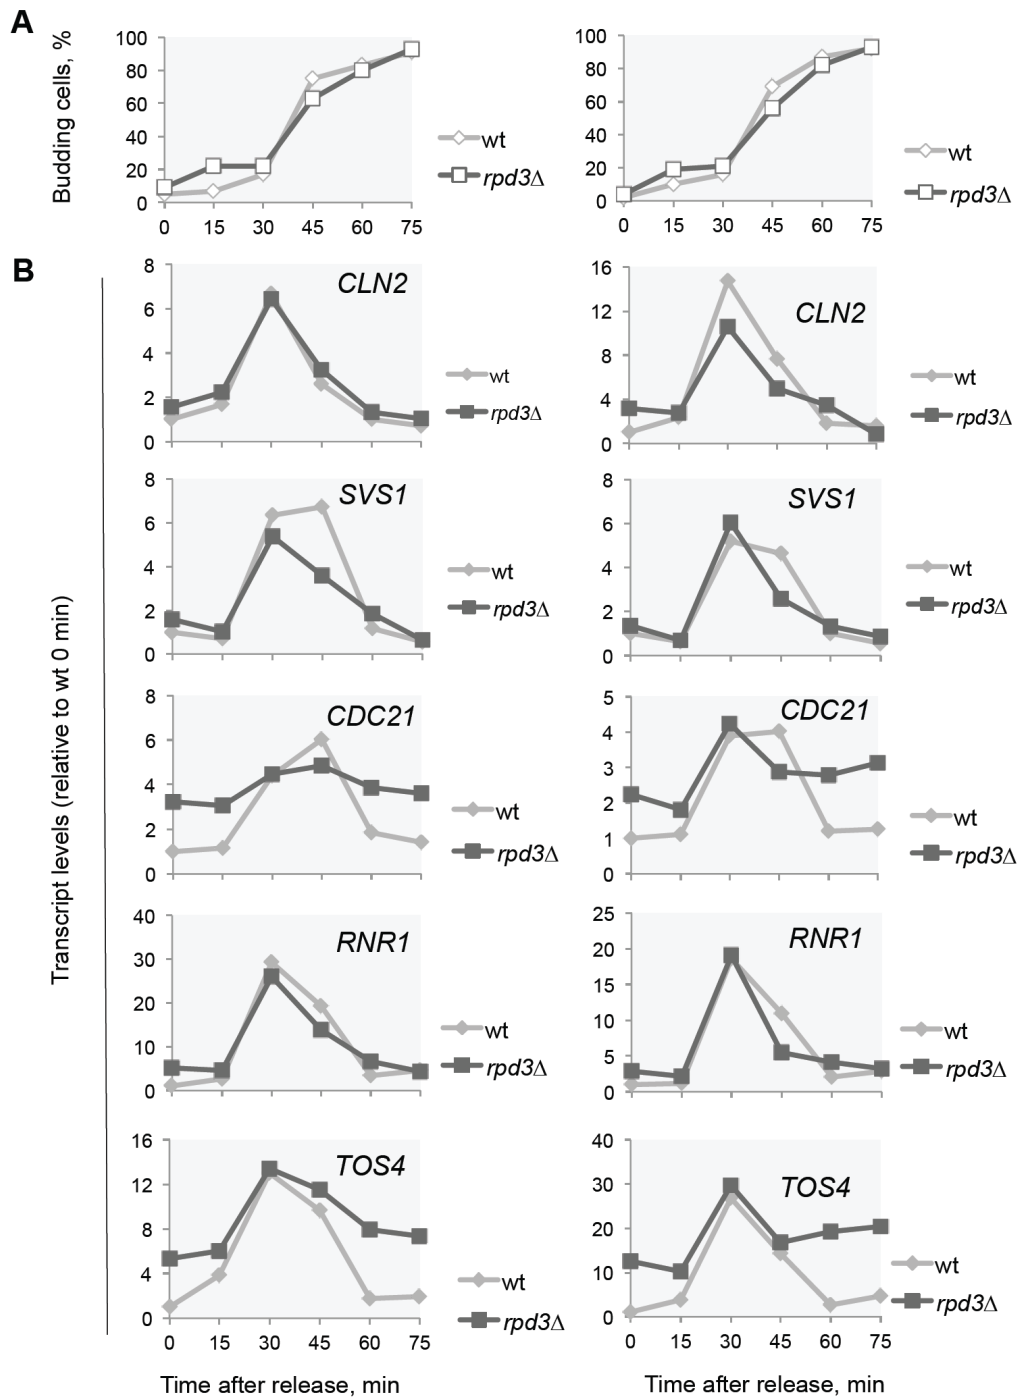 A
Budding cells, %
100
80
60
40
20
0
0 15 30 45 60 75
wt
rpd3Δ
100
80
60
40
20
0
0 15 30 45 60 75
wt
rpd3Δ
B
Transcript levels (relative to wt 0 min)
8
6
4
2
0
CLN2
wt
rpd3Δ
16
12
8
4
0
CLN2
wt
rpd3Δ
8
6
4
2
0
SVS1
wt
rpd3Δ
8
6
4
2
0
SVS1
wt
rpd3Δ
8
6
4
2
0
CDC21
wt
rpd3Δ
5
4
3
2
1
0
CDC21
wt
rpd3Δ
40
30
20
10
0
RNR1
wt
rpd3Δ
25
20
15
10
5
0
RNR1
wt
rpd3Δ
16
12
8
4
0
TOS4
wt
rpd3Δ
0 15 30 45 60 75
Time after release, min
40
30
20
10
0
TOS4
wt
rpd3Δ
0 15 30 45 60 75
Time after release, min